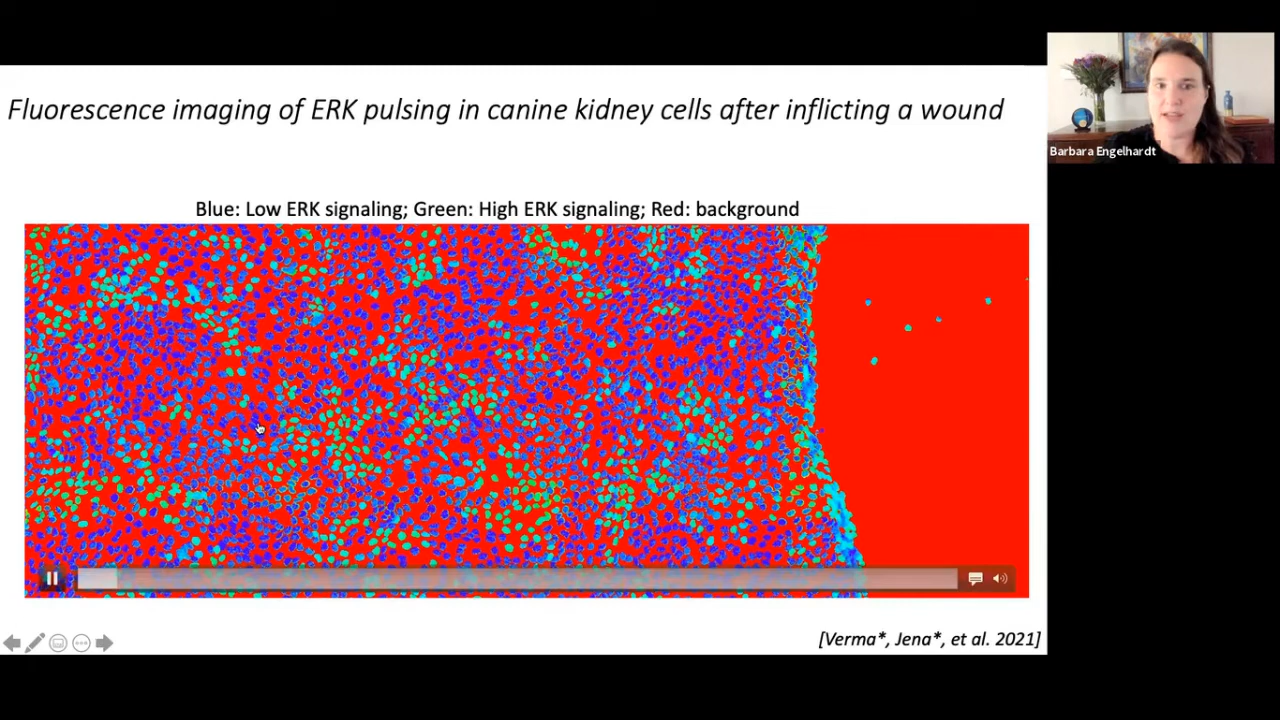 Fluorescence imaging of ERK pulsing in canine kidney cells after inflicting a wound
Barbara Engelhardt
Blue: Low ERK signaling; Green: High ERK signaling; Red: background
[Verma*, Jena*, et al. 2021]